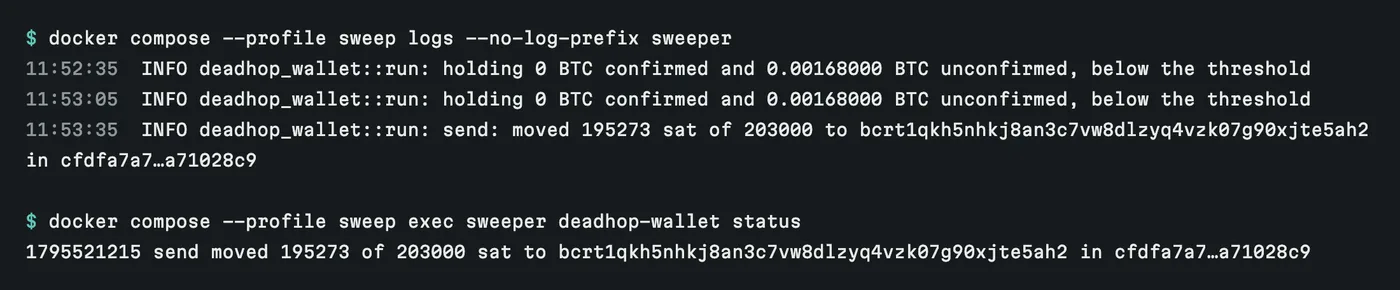 $ docker compose --profile sweep logs --no-log-prefix sweeper
11:52:35  INFO deadhop_wallet::run: holding 0 BTC confirmed and 0.00168000 BTC unconfirmed, below the threshold
11:53:05  INFO deadhop_wallet::run: holding 0 BTC confirmed and 0.00168000 BTC unconfirmed, below the threshold
11:53:35  INFO deadhop_wallet::run: send: moved 195273 sat of 203000 to bcrt1qkh5nhkj8an3c7vw8dlzyq4vzk07g90xjte5ah2
in cfdfa7a7…a71028c9
$ docker compose --profile sweep exec sweeper deadhop-wallet status
1795521215 send moved 195273 of 203000 sat to bcrt1qkh5nhkj8an3c7vw8dlzyq4vzk07g90xjte5ah2 in cfdfa7a7…a71028c9